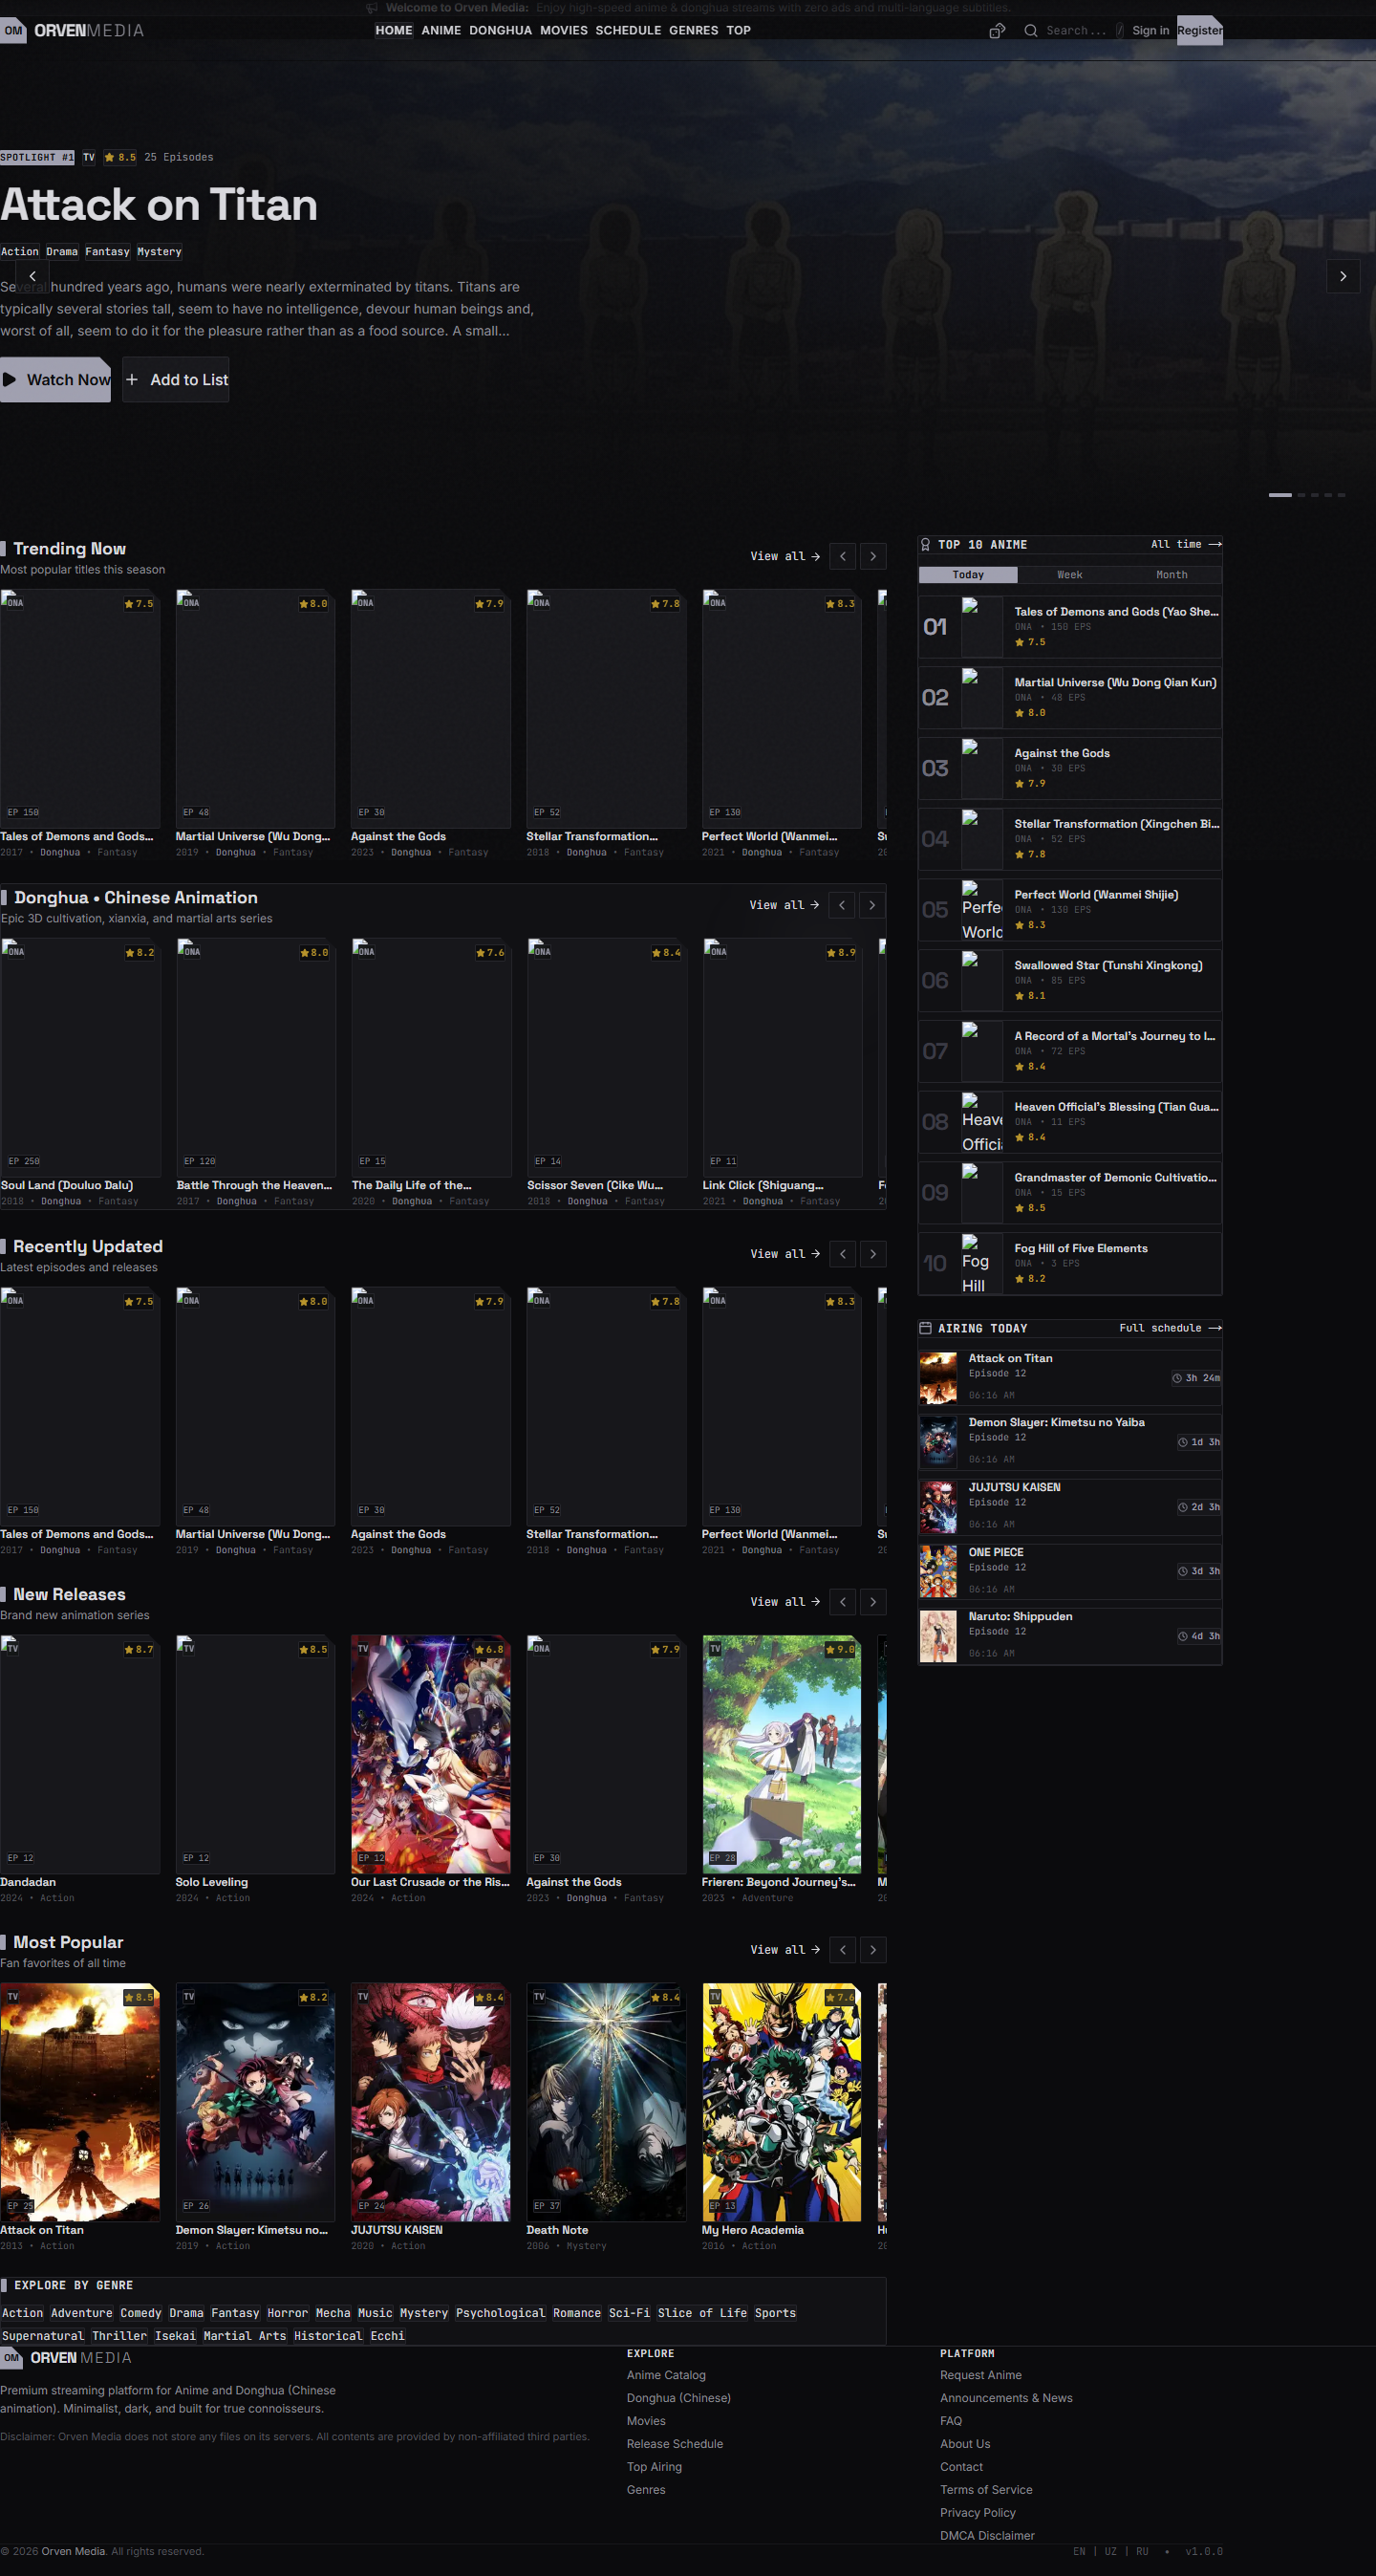 Welcome to Orven Media: Enjoy high-speed anime & donghua streams with zero ads and multi-language subtitles.
OM ORVENMEDIA HOME ANIME DONGHUA MOVIES SCHEDULE GENRES TOP Search... / Sign in Register
SPOTLIGHT #1 TV 8.5 25 Episodes
Attack on Titan
Action Drama Fantasy Mystery
Several hundred years ago, humans were nearly exterminated by titans. Titans are
typically several stories tall, seem to have no intelligence, devour human beings and,
worst of all, seem to do it for the pleasure rather than as a food source. A small...
Watch Now Add to List
Trending Now
Most popular titles this season
View all →
ONA 7.5 ONA 8.0 ONA 7.9 ONA 7.8 ONA 8.3
EP 150 EP 48 EP 30 EP 52 EP 130
Tales of Demons and Gods... Martial Universe (Wu Dong... Against the Gods Stellar Transformation... Perfect World (Wanmei...
2017 • Donghua • Fantasy 2019 • Donghua • Fantasy 2023 • Donghua • Fantasy 2018 • Donghua • Fantasy 2021 • Donghua • Fantasy
Donghua • Chinese Animation
Epic 3D cultivation, xianxia, and martial arts series
View all →
ONA 8.2 ONA 8.0 ONA 7.6 ONA 8.4 ONA 8.9
EP 250 EP 120 EP 15 EP 14 EP 11
Soul Land (Douluo Dalu) Battle Through the Heaven... The Daily Life of the... Scissor Seven (Cike Wu... Link Click (Shiguang...
2018 • Donghua • Fantasy 2017 • Donghua • Fantasy 2020 • Donghua • Fantasy 2018 • Donghua • Fantasy 2021 • Donghua • Fantasy
Recently Updated
Latest episodes and releases
View all →
ONA 7.5 ONA 8.0 ONA 7.9 ONA 7.8 ONA 8.3
EP 150 EP 48 EP 30 EP 52 EP 130
Tales of Demons and Gods... Martial Universe (Wu Dong... Against the Gods Stellar Transformation... Perfect World (Wanmei...
2017 • Donghua • Fantasy 2019 • Donghua • Fantasy 2023 • Donghua • Fantasy 2018 • Donghua • Fantasy 2021 • Donghua • Fantasy
New Releases
Brand new animation series
View all →
TV 8.7 TV 8.5 TV 6.8 ONA 7.9 TV 9.0
EP 12 EP 12 EP 12 EP 30 EP 28
Dandadan Solo Leveling Our Last Crusade or the Ris... Against the Gods Frieren: Beyond Journey's...
2024 • Action 2024 • Action 2024 • Action 2023 • Donghua • Fantasy 2023 • Adventure
Most Popular
Fan favorites of all time
View all →
TV 8.5 TV 8.2 TV 8.4 TV 8.4 TV 7.6
EP 25 EP 26 EP 24 EP 37 EP 13
Attack on Titan Demon Slayer: Kimetsu no... JUJUTSU KAISEN Death Note My Hero Academia
2013 • Action 2019 • Action 2020 • Action 2006 • Mystery 2016 • Action
EXPLORE BY GENRE
Action Adventure Comedy Drama Fantasy Horror Mecha Music Mystery Psychological Romance Sci-Fi Slice of Life Sports
Supernatural Thriller Isekai Martial Arts Historical Ecchi
TOP 10 ANIME All time →
Today Week Month
01 Tales of Demons and Gods (Yao She...
ONA • 150 EPS
7.5
02 Martial Universe (Wu Dong Qian Kun)
ONA • 48 EPS
8.0
03 Against the Gods
ONA • 30 EPS
7.9
04 Stellar Transformation (Xingchen Bi...
ONA • 52 EPS
7.8
05 Perfect World (Wanmei Shijie)
ONA • 130 EPS
8.3
06 Swallowed Star (Tunshi Xingkong)
ONA • 85 EPS
8.1
07 A Record of a Mortal's Journey to I...
ONA • 72 EPS
8.4
08 Heaven Official's Blessing (Tian Gua...
ONA • 11 EPS
8.4
09 Grandmaster of Demonic Cultivatio...
ONA • 15 EPS
8.5
10 Fog Hill Fog Hill of Five Elements
ONA • 3 EPS
8.2
AIRING TODAY Full schedule →
Attack on Titan
Episode 12
3h 24m
06:16 AM
Demon Slayer: Kimetsu no Yaiba
Episode 12
1d 3h
06:16 AM
JUJUTSU KAISEN
Episode 12
2d 3h
06:16 AM
ONE PIECE
Episode 12
3d 3h
06:16 AM
Naruto: Shippuden
Episode 12
4d 3h
06:16 AM
OM ORVENMEDIA
Premium streaming platform for Anime and Donghua (Chinese
animation). Minimalist, dark, and built for true connoisseurs.
Disclaimer: Orven Media does not store any files on its servers. All contents are provided by non-affiliated third parties.
EXPLORE
Anime Catalog
Donghua (Chinese)
Movies
Release Schedule
Top Airing
Genres
PLATFORM
Request Anime
Announcements & News
FAQ
About Us
Contact
Terms of Service
Privacy Policy
DMCA Disclaimer
© 2026 Orven Media. All rights reserved.
EN | UZ | RU • v1.0.0